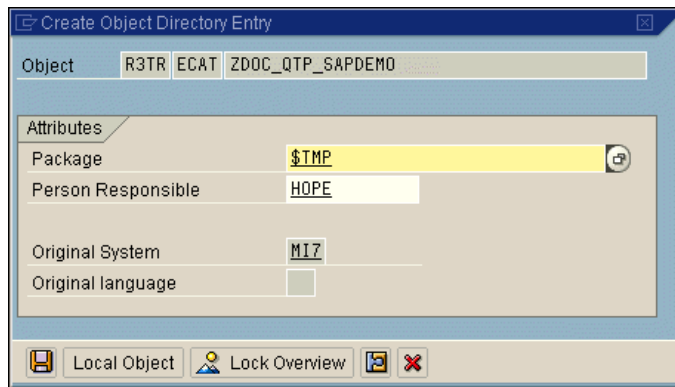 Create Object Directory Entry
Object R3TR ECAT ZDOC_QTP_SAPDEMO
Attributes
Package $TMP
Person Responsible HOPE
Original System MI7
Original language
Local Object Lock Overview